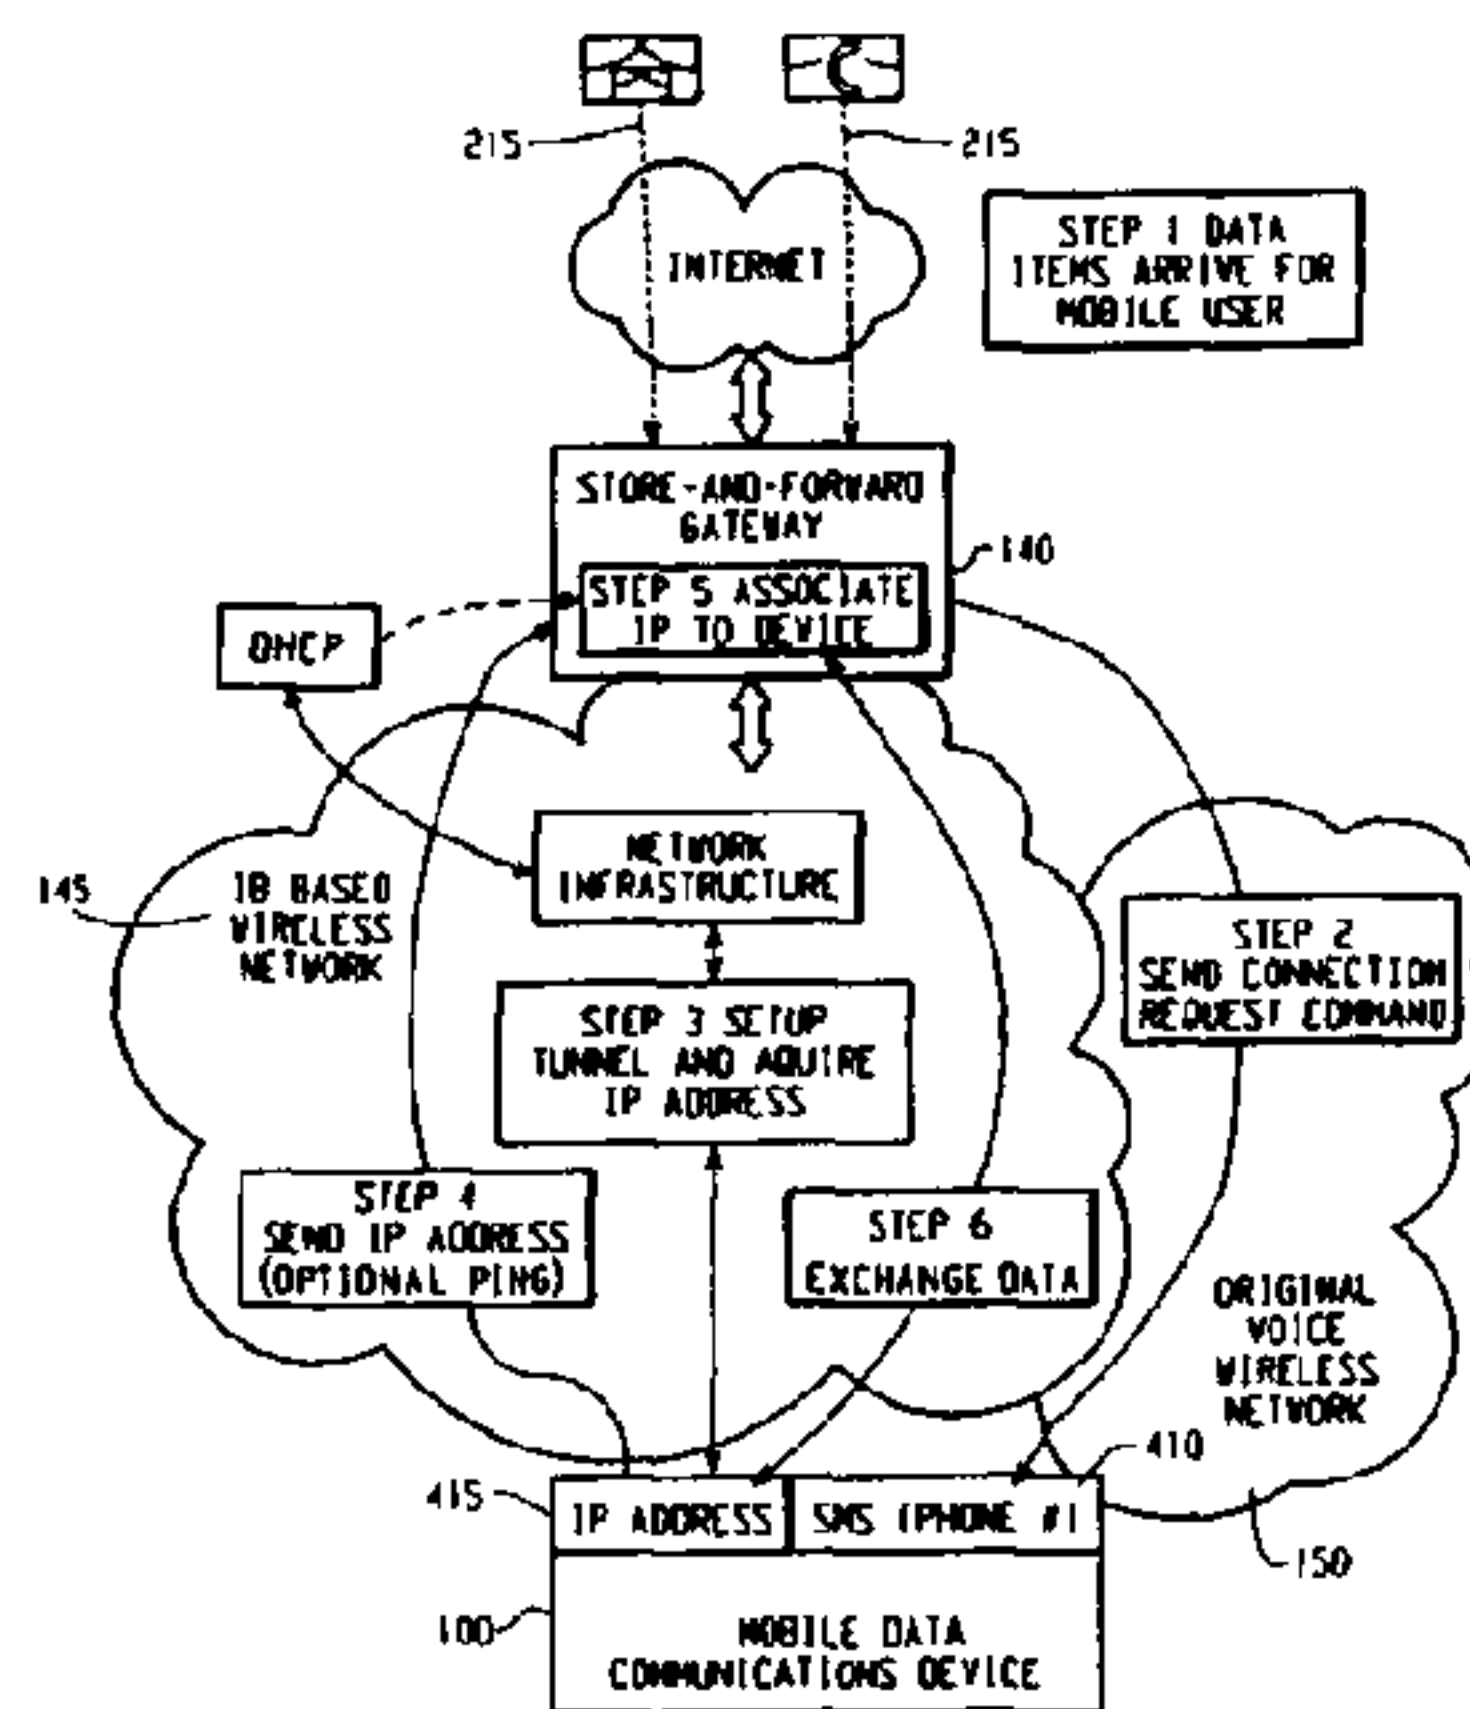 215
215
INTERNET
STEP 1 DATA
ITEMS ARRIVE FOR
MOBILE USER
STORE-AND-FORWARD
GATEWAY
140
STEP 5 ASSOCIATE
IP TO DEVICE
DHCP
NETWORK
INFRASTRUCTURE
145
IB BASED
WIRELESS
NETWORK
STEP 2
SEND CONNECTION
REQUEST COMMAND
STEP 3 SETUP
TUNNEL AND AQUIRE
IP ADDRESS
STEP 4
SEND IP ADDRESS
(OPTIONAL PING)
STEP 6
EXCHANGE DATA
ORIGINAL
VOICE
WIRELESS
NETWORK
410
415
IP ADDRESS
SMS (PHONE #)
150
100
MOBILE DATA
COMMUNICATIONS DEVICE